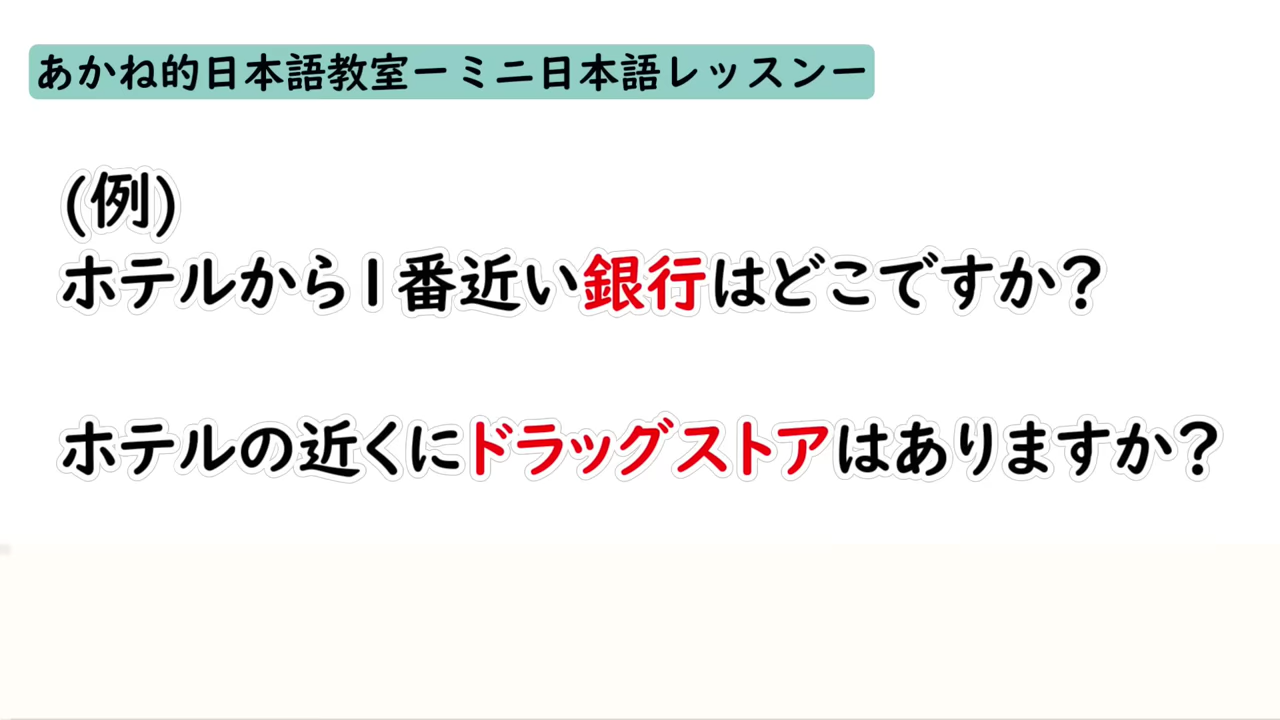 あかね的日本語教室ーミニ日本語レッスンー
(例)
ホテルから1番近い銀行はどこですか?
ホテルの近くにドラッグストアはありますか?